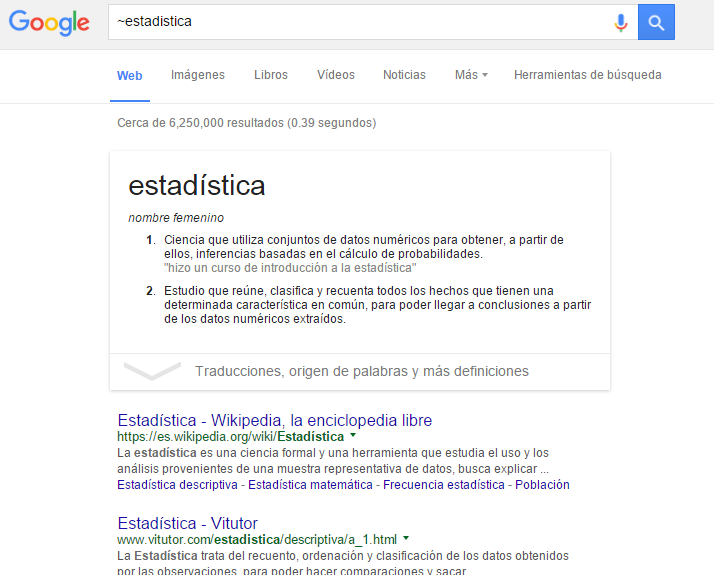 Google
~estadistica
Web Imágenes Libros Vídeos Noticias Más Herramientas de búsqueda
Cerca de 6,250,000 resultados (0.39 segundos)
estadística
nombre femenino
1. Ciencia que utiliza conjuntos de datos numéricos para obtener, a partir de
ellos, inferencias basadas en el cálculo de probabilidades.
"hizo un curso de introducción a la estadística"
2. Estudio que reúne, clasifica y recuenta todos los hechos que tienen una
determinada característica en común, para poder llegar a conclusiones a partir
de los datos numéricos extraídos.
Traducciones, origen de palabras y más definiciones
Estadística - Wikipedia, la enciclopedia libre
https://es.wikipedia.org/wiki/Estadística
La estadística es una ciencia formal y una herramienta que estudia el uso y los
análisis provenientes de una muestra representativa de datos, busca explicar ...
Estadística descriptiva - Estadística matemática - Frecuencia estadística - Población
Estadística - Vitutor
www.vitutor.com/estadistica/descriptiva/a_1.html
La Estadística trata del recuento, ordenación y clasificación de los datos obtenidos
por las observaciones, para poder hacer comparaciones y sacar